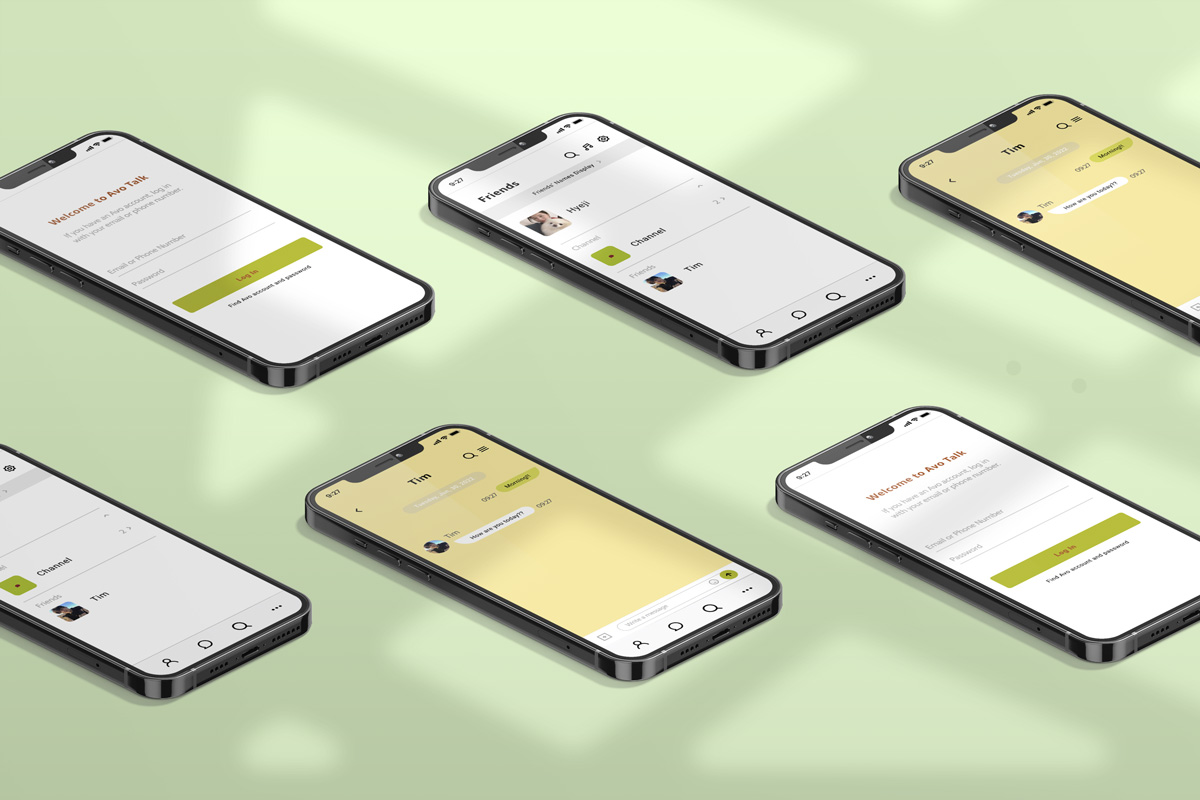 Welcome to Avo Talk
If you have an Avo account, log in
with your email or phone number.
Email or Phone Number
Password
Log In
Find Avo account and password
9:27
Friends
Friends' Names Display
Hyeji
Channel
2
Channel
Friends
Tim
9:27
Tim
09:27
Morning!!
Tim
How are you today??
2
Channel
Friends
Tim
9:27
Tim
09:27
Morning!!
Tim
How are you today??
09:27
Write a message
9:27
Welcome to Avo Talk
If you have an Avo account, log in
with your email or phone number.
Email or Phone Number
Password
Log In
Find Avo account and password